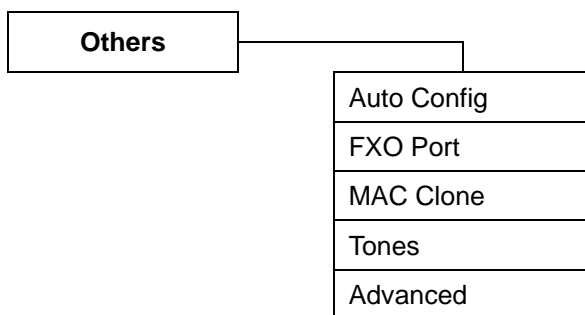 Others
Auto Config
FXO Port
MAC Clone
Tones
Advanced